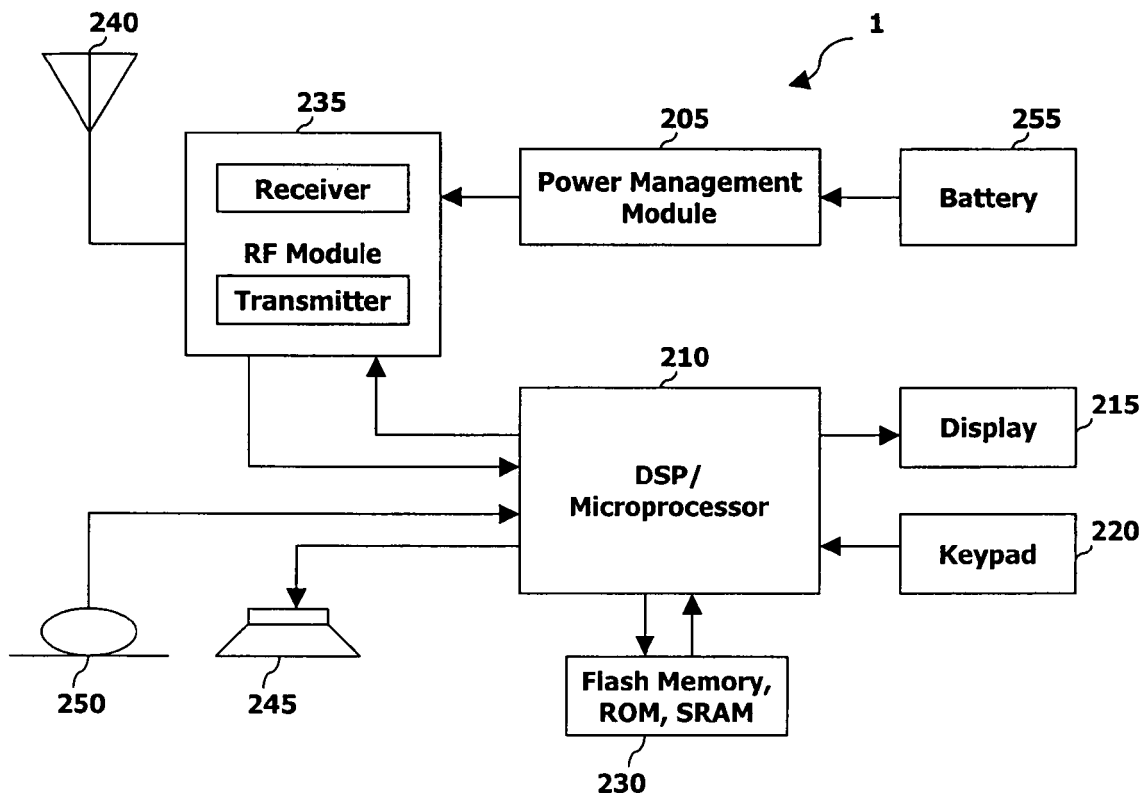 240
1
235
205
255
Receiver
RF Module
Transmitter
Power Management
Module
Battery
210
215
Display
DSP/
Microprocessor
220
Keypad
250
245
Flash Memory,
ROM, SRAM
230